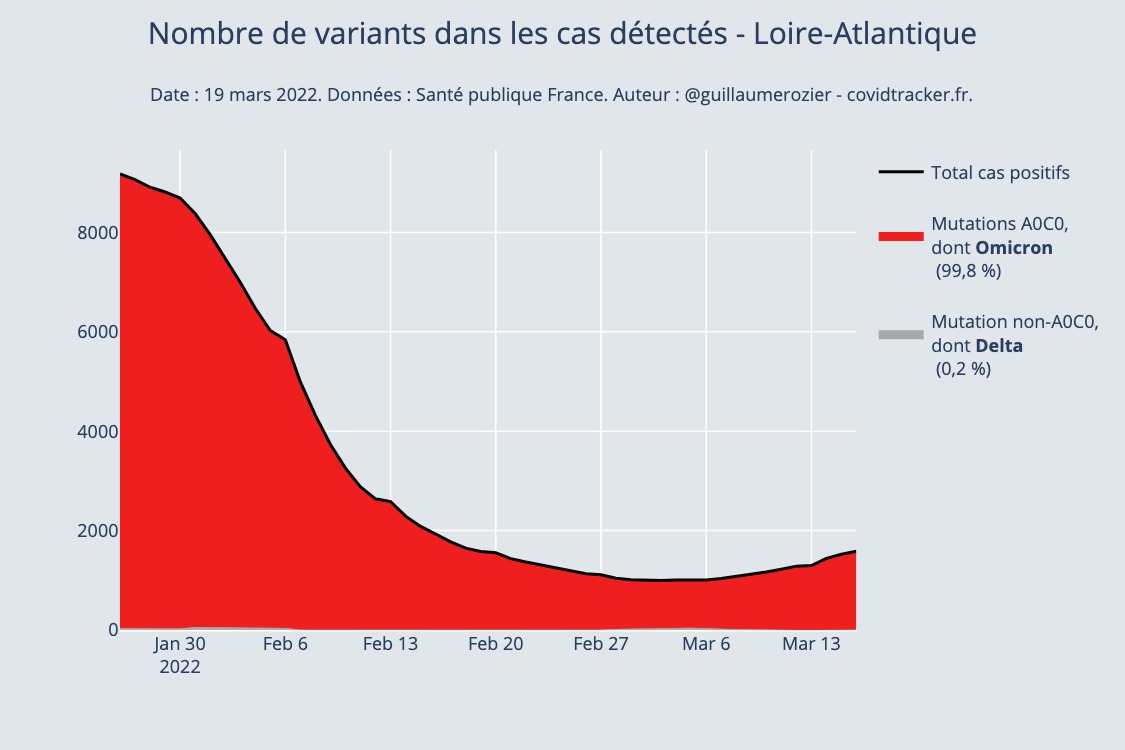 Nombre de variants dans les cas détectés - Loire-Atlantique
Date : 19 mars 2022. Données : Santé publique France. Auteur : @guillaumerozier - covidtracker.fr.
Total cas positifs
Mutations A0C0,
dont Omicron
(99,8 %)
Mutation non-A0C0,
dont Delta
(0,2 %)
8000
6000
4000
2000
0
Jan 30
2022
Feb 6
Feb 13
Feb 20
Feb 27
Mar 6
Mar 13